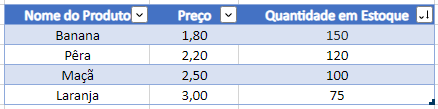 Nome do Produto Preço Quantidade em Estoque
Banana 1,80 150
Pêra 2,20 120
Maçã 2,50 100
Laranja 3,00 75